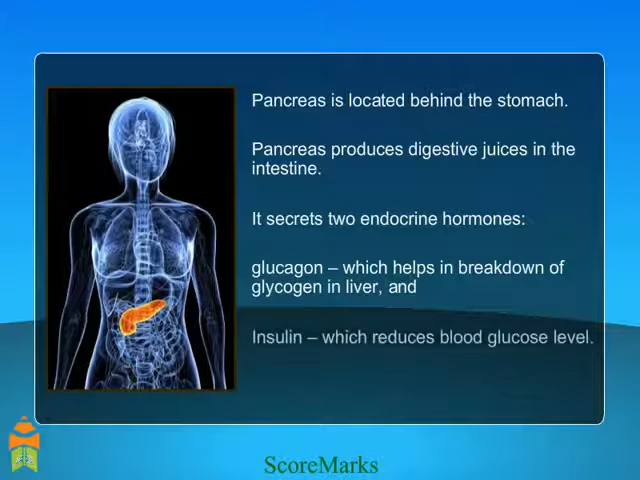 Pancreas is located behind the stomach.
Pancreas produces digestive juices in the
intestine.
It secrets two endocrine hormones:
glucagon – which helps in breakdown of
glycogen in liver, and
Insulin – which reduces blood glucose level.
ScoreMarks